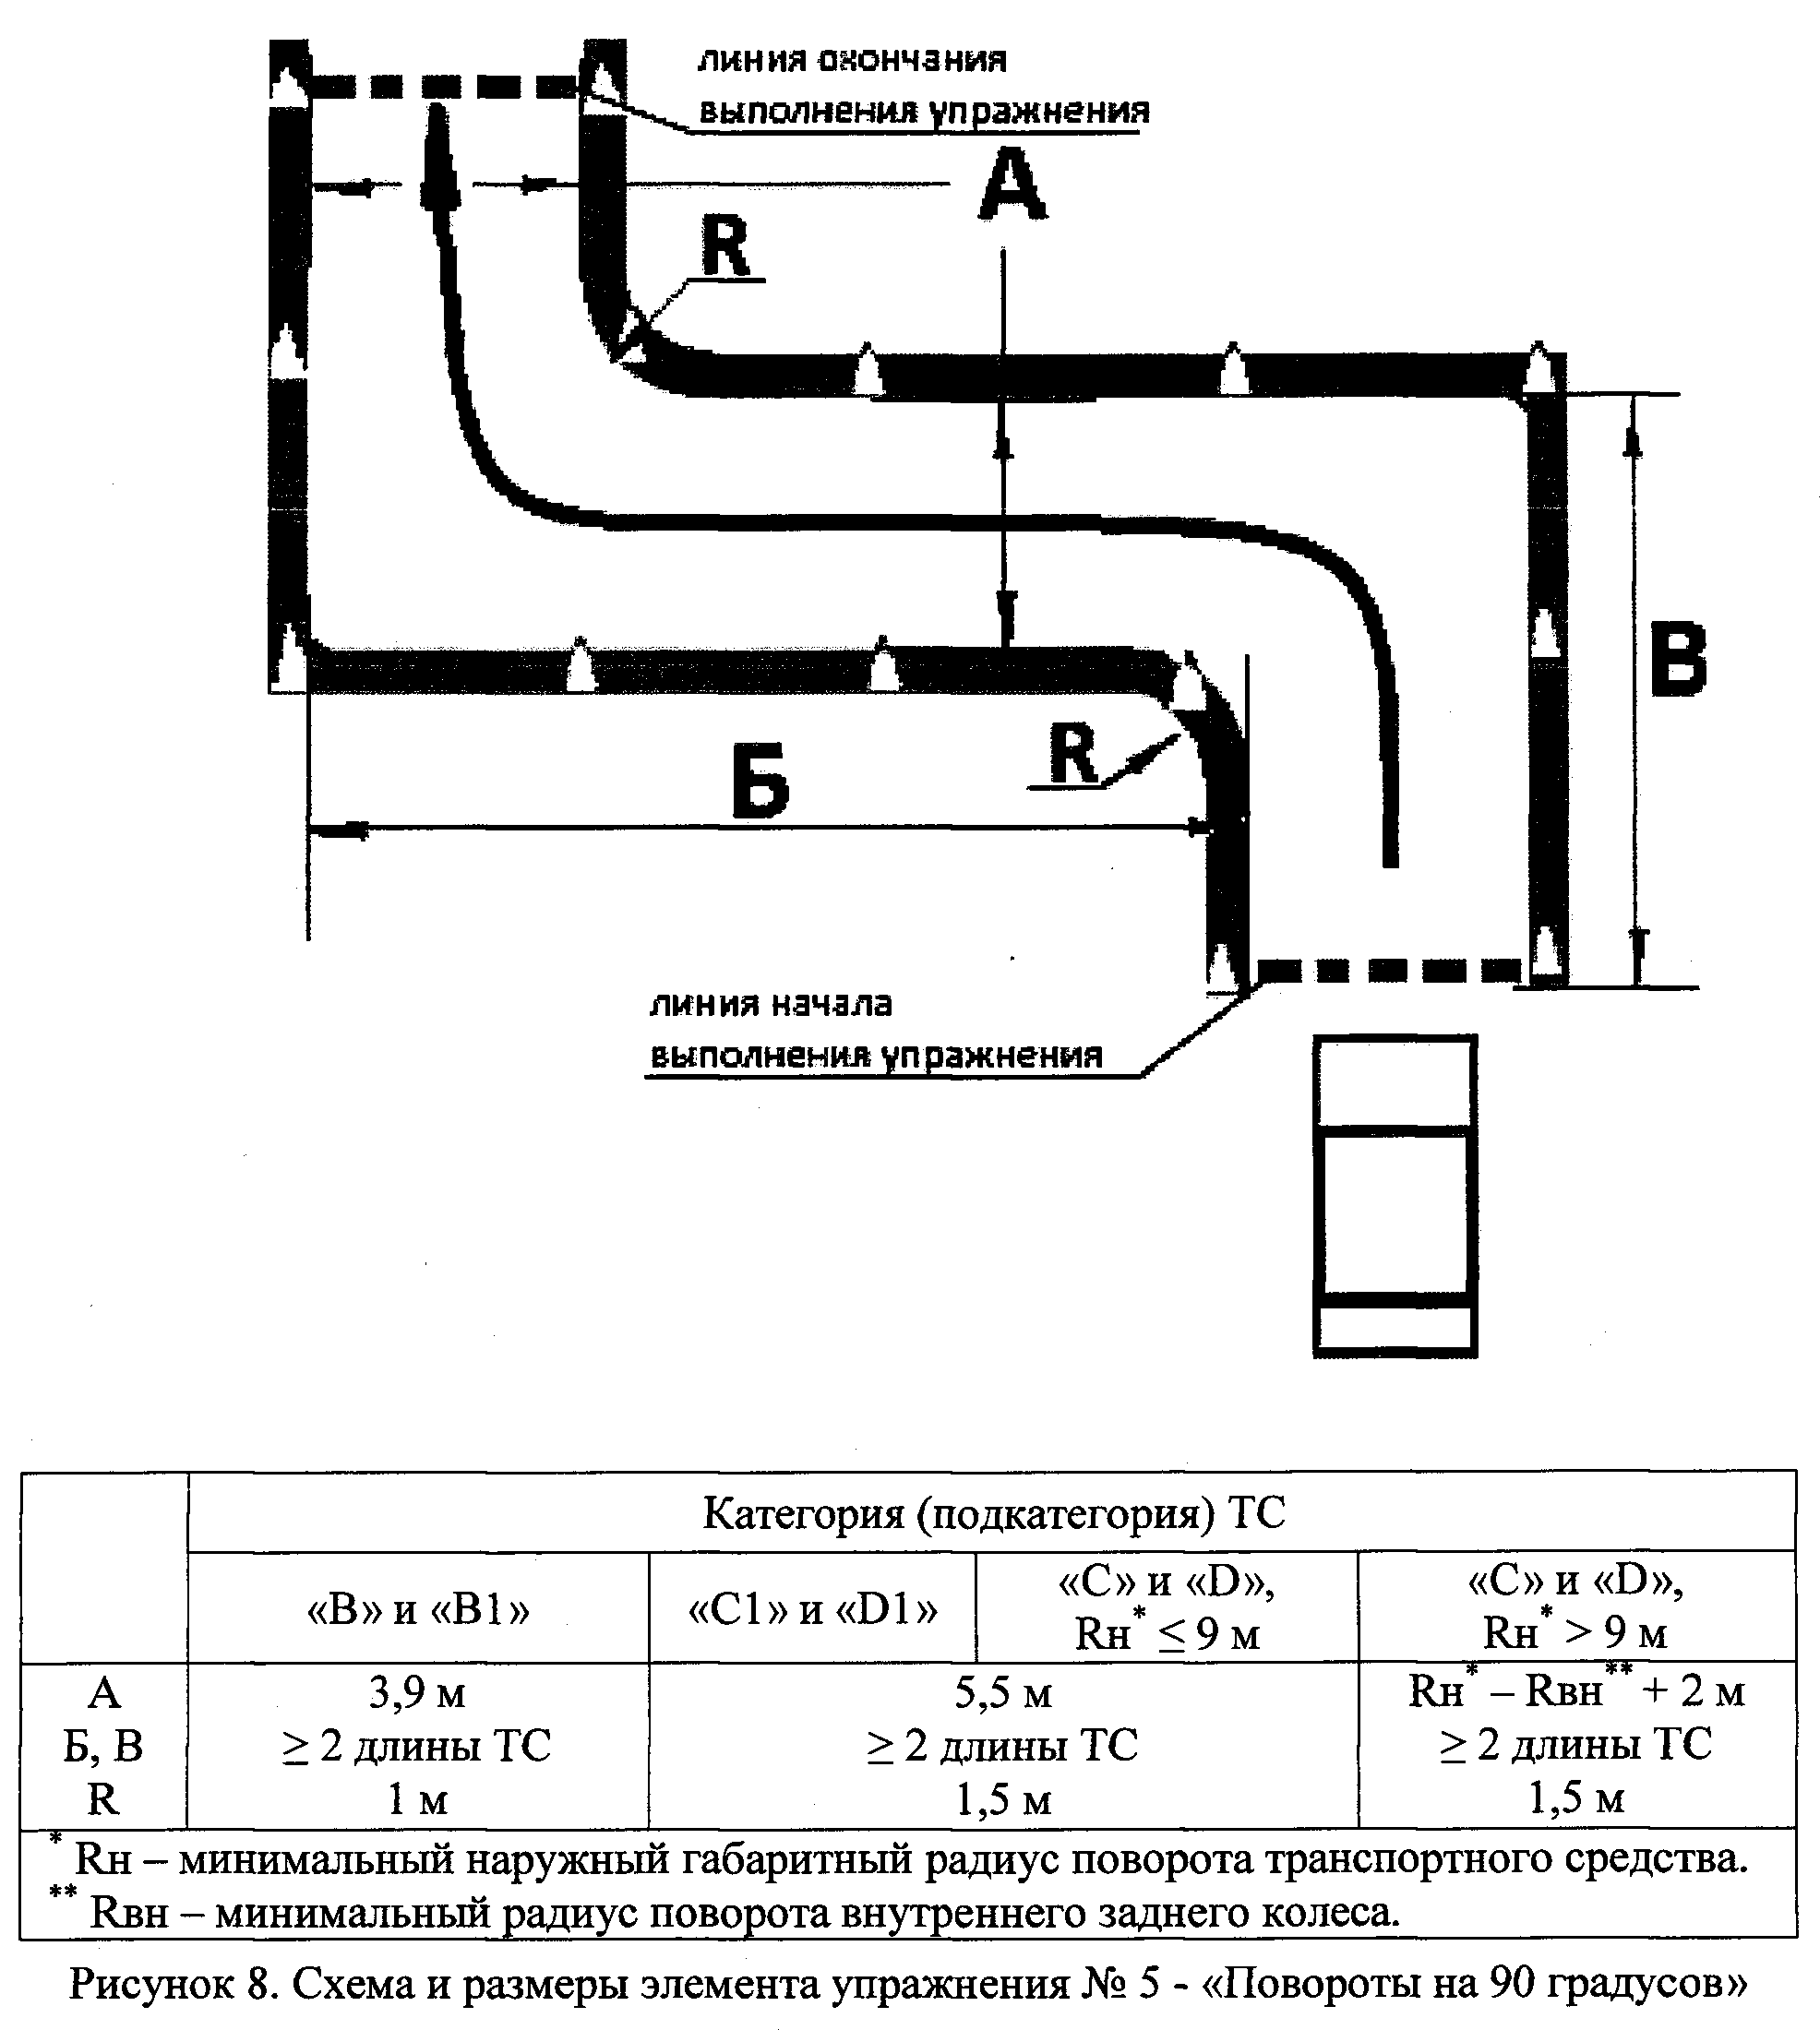 линия окончания
выполнения упражнения
А
R
В
R
Б
линия начала
выполнения упражнения
Категория (подкатегория) ТС
«В» и «В1»
«С1» и «D1»
«С» и «D»,
Rн* ≤ 9 м
«С» и «D»,
Rн* > 9 м
А
3,9 м
5,5 м
Rн* – Rвн** + 2 м
Б, В
≥ 2 длины ТС
≥ 2 длины ТС
≥ 2 длины ТС
R
1 м
1,5 м
1,5 м
* Rн – минимальный наружный габаритный радиус поворота транспортного средства.
** Rвн – минимальный радиус поворота внутреннего заднего колеса.
Рисунок 8. Схема и размеры элемента упражнения № 5 - «Повороты на 90 градусов»